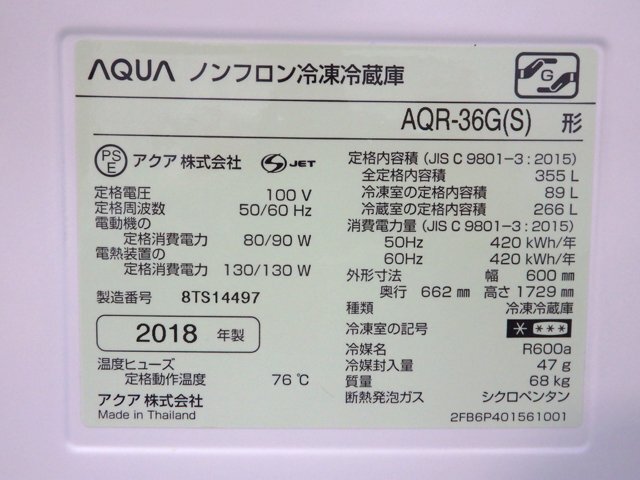 AQUA ノンフロン冷凍冷蔵庫
G
AQR-36G(S) 形
PS E アクア 株式会社 S JET
定格電圧 100 V
定格周波数 50/60 Hz
電動機の
定格消費電力 80/90 W
電熱装置の
定格消費電力 130/130 W
製造番号 8TS14497
2018 年製
温度ヒューズ
定格動作温度 76 ℃
アクア 株式会社
Made in Thailand
定格内容積 (JIS C 9801-3 : 2015)
全定格内容積 355 L
冷凍室の定格内容積 89 L
冷蔵室の定格内容積 266 L
消費電力量 (JIS C 9801-3 : 2015)
50Hz 420 kWh/年
60Hz 420 kWh/年
外形寸法 幅 600 mm
奥行 662 mm 高さ 1729 mm
種類 冷凍冷蔵庫
冷凍室の記号 * ***
冷媒名 R600a
冷媒封入量 47 g
質量 68 kg
断熱発泡ガス シクロペンタン
2FB6P401561001